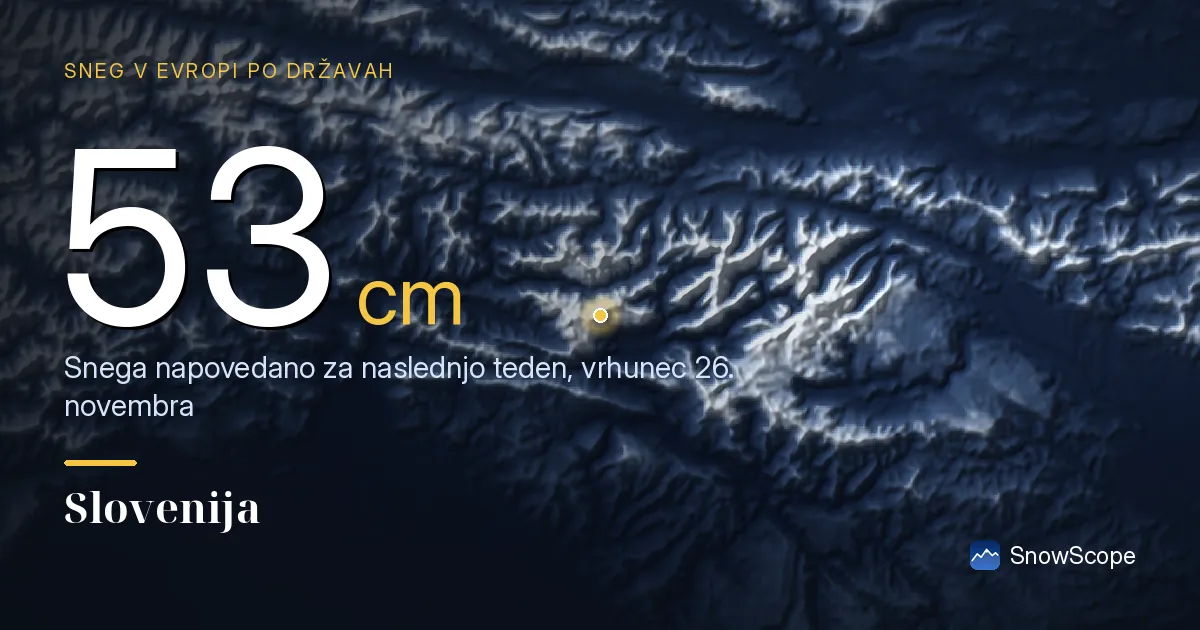 SNEG V EVROPI PO DRŽAVAH
53 cm
Snega napovedano za naslednjo teden, vrhunec 26.
novembra
Slovenija
SnowScope